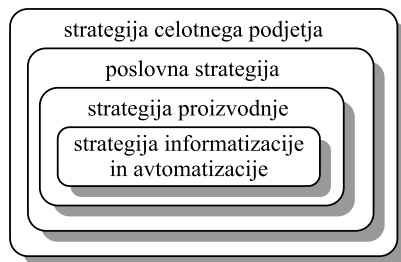 strategija celotnega podjetja
poslovna strategija
strategija proizvodnje
strategija informatizacije
in avtomatizacije